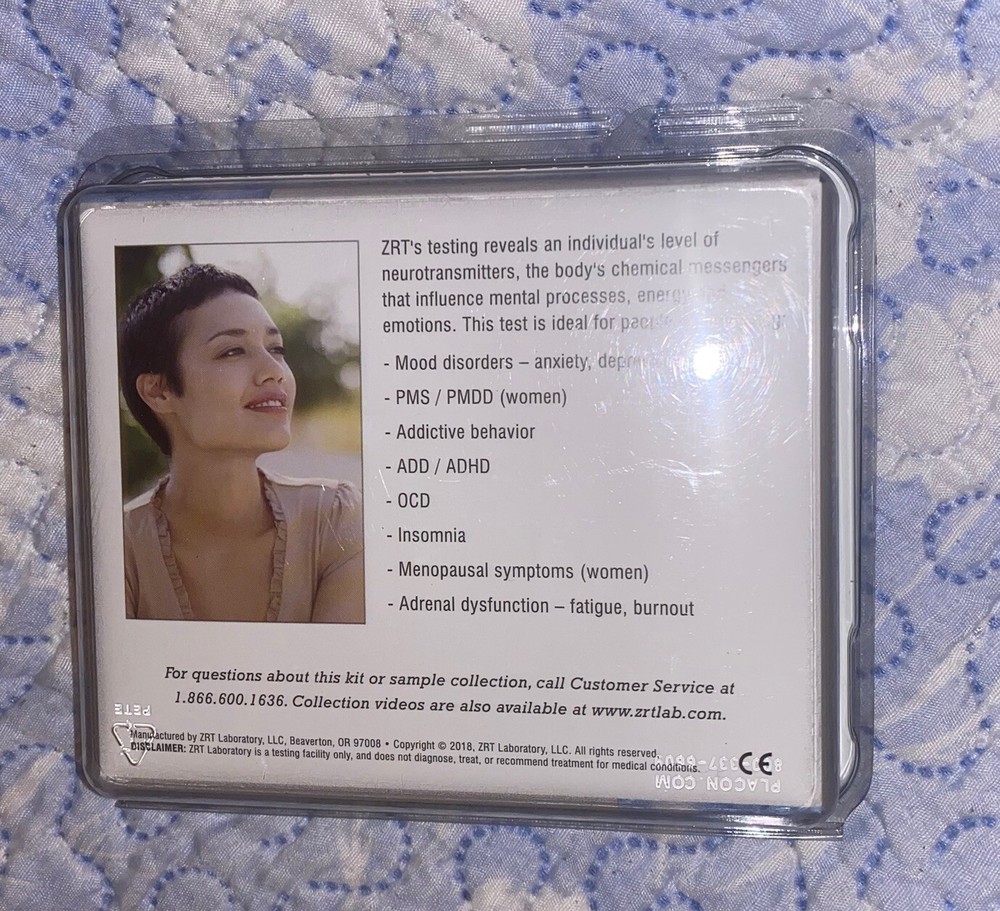 ZRT's testing reveals an individual's level of
neurotransmitters, the body's chemical messengers
that influence mental processes, energy
emotions. This test is ideal for
- Mood disorders – anxiety,
- PMS / PMDD (women)
- Addictive behavior
- ADD / ADHD
- OCD
- Insomnia
- Menopausal symptoms (women)
- Adrenal dysfunction – fatigue, burnout
For questions about this kit or sample collection, call Customer Service at
1.866.600.1636. Collection videos are also available at www.zrtlab.com.
PETE
Manufactured by ZRT Laboratory, LLC, Beaverton, OR 97008 • Copyright © 2018, ZRT Laboratory, LLC. All rights reserved.
DISCLAIMER: ZRT Laboratory is a testing facility only, and does not diagnose, treat, or recommend treatment for medical conditions.
CE
PLACON.COM